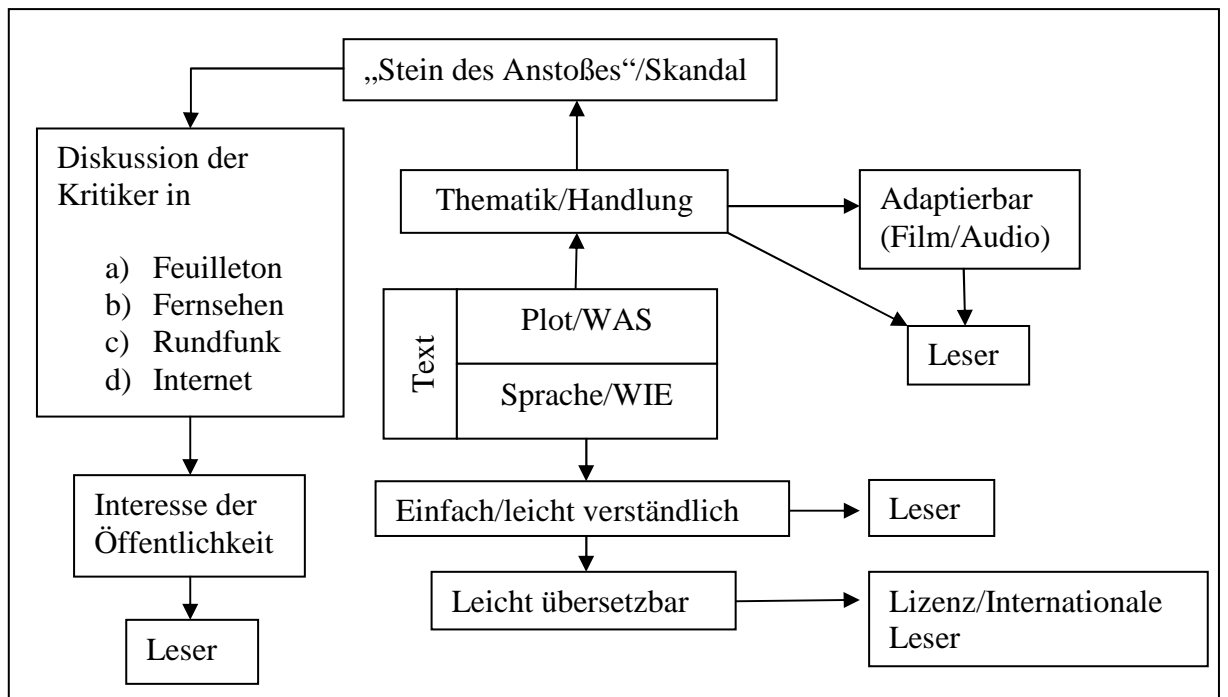 „Stein des Anstoßes“/Skandal
Diskussion der
Kritiker in
a) Feuilleton
b) Fernsehen
c) Rundfunk
d) Internet
Thematik/Handlung
Adaptierbar
(Film/Audio)
Leser
Text
Plot/WAS
Sprache/WIE
Interesse der
Öffentlichkeit
Leser
Einfach/leicht verständlich
Leser
Leicht übersetzbar
Lizenz/Internationale
Leser